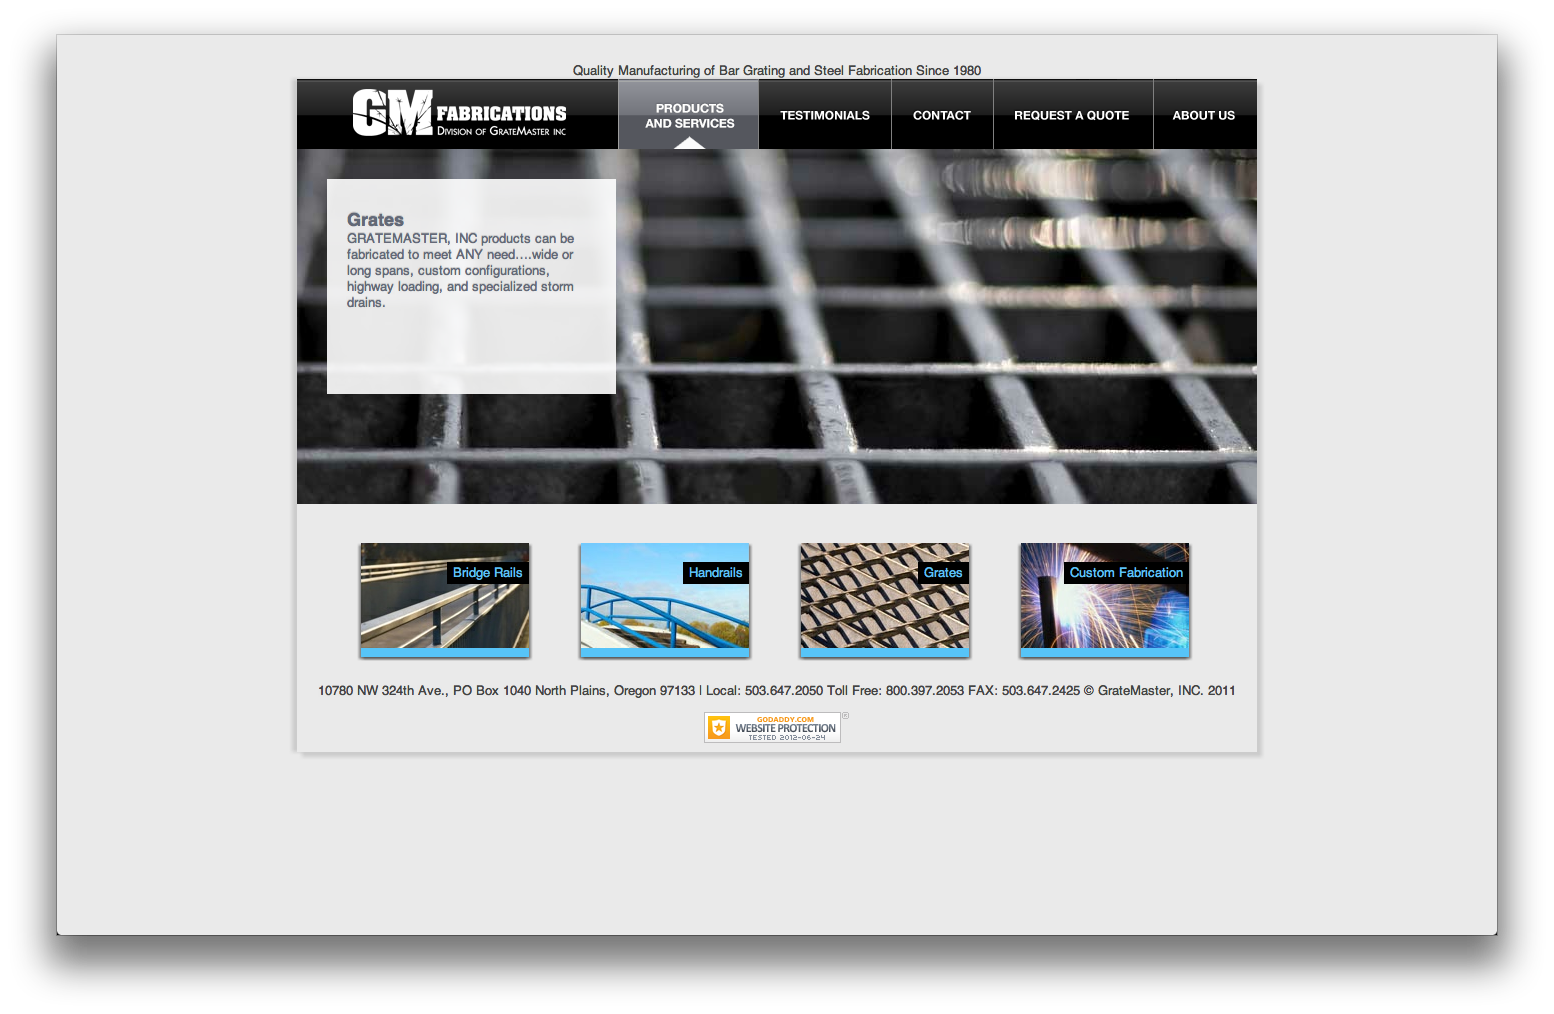 Quality Manufacturing of Bar Grating and Steel Fabrication Since 1980
GM FABRICATIONS
DIVISION OF GRATEMASTER INC
PRODUCTS
AND SERVICES
TESTIMONIALS
CONTACT
REQUEST A QUOTE
ABOUT US
Grates
GRATEMASTER, INC products can be
fabricated to meet ANY need....wide or
long spans, custom configurations,
highway loading, and specialized storm
drains.
Bridge Rails
Handrails
Grates
Custom Fabrication
10780 NW 324th Ave., PO Box 1040 North Plains, Oregon 97133 | Local: 503.647.2050 Toll Free: 800.397.2053 FAX: 503.647.2425 © GrateMaster, INC. 2011
GODADDY.COM
WEBSITE PROTECTION
TESTED 2012-06-24
®